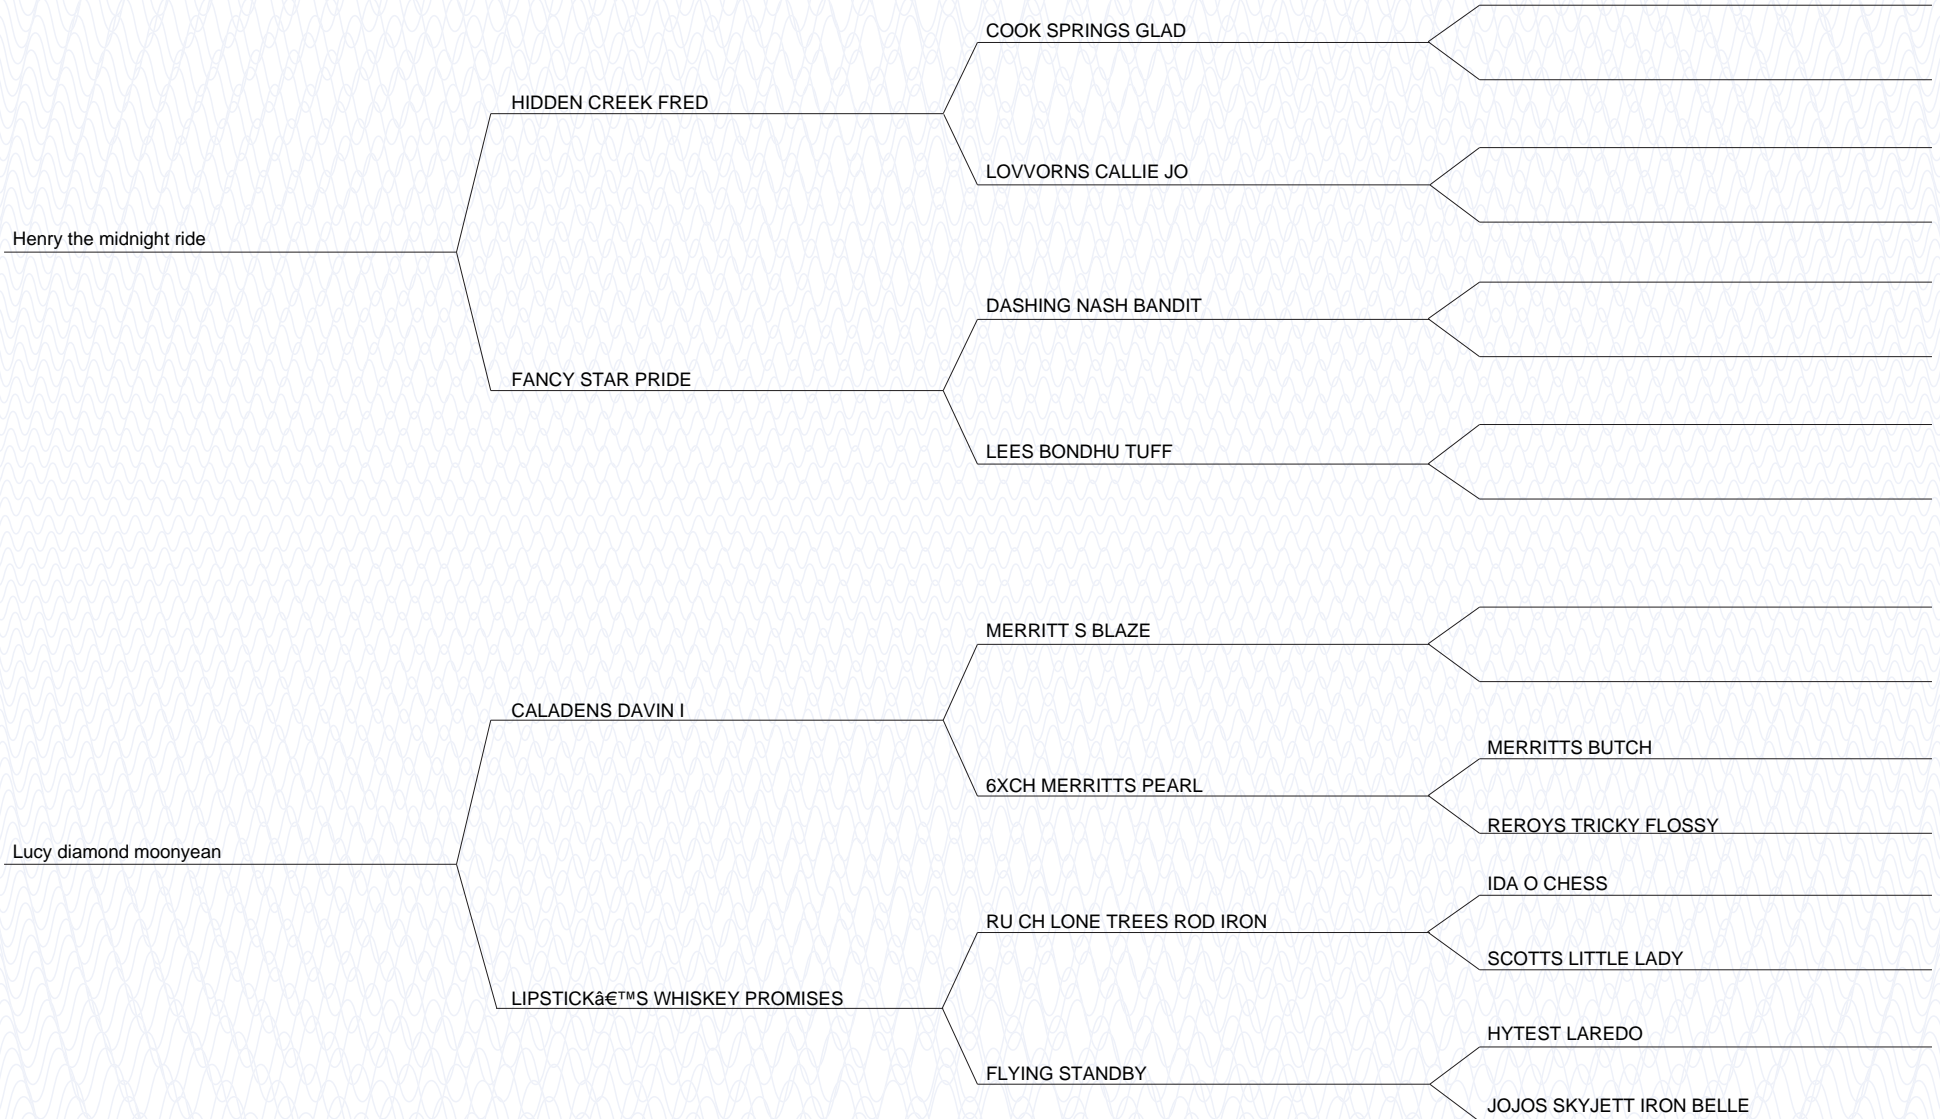 COOK SPRINGS GLAD
HIDDEN CREEK FRED
LOVVORNS CALLIE JO
Henry the midnight ride
DASHING NASH BANDIT
FANCY STAR PRIDE
LEES BONDHU TUFF
MERRITT S BLAZE
CALADENS DAVIN I
MERRITTS BUTCH
6XCH MERRITTS PEARL
REROYS TRICKY FLOSSY
Lucy diamond moonyean
IDA O CHESS
RU CH LONE TREES ROD IRON
SCOTTS LITTLE LADY
LIPSTICK’S WHISKEY PROMISES
HYTEST LAREDO
FLYING STANDBY
JOJOS SKYJETT IRON BELLE